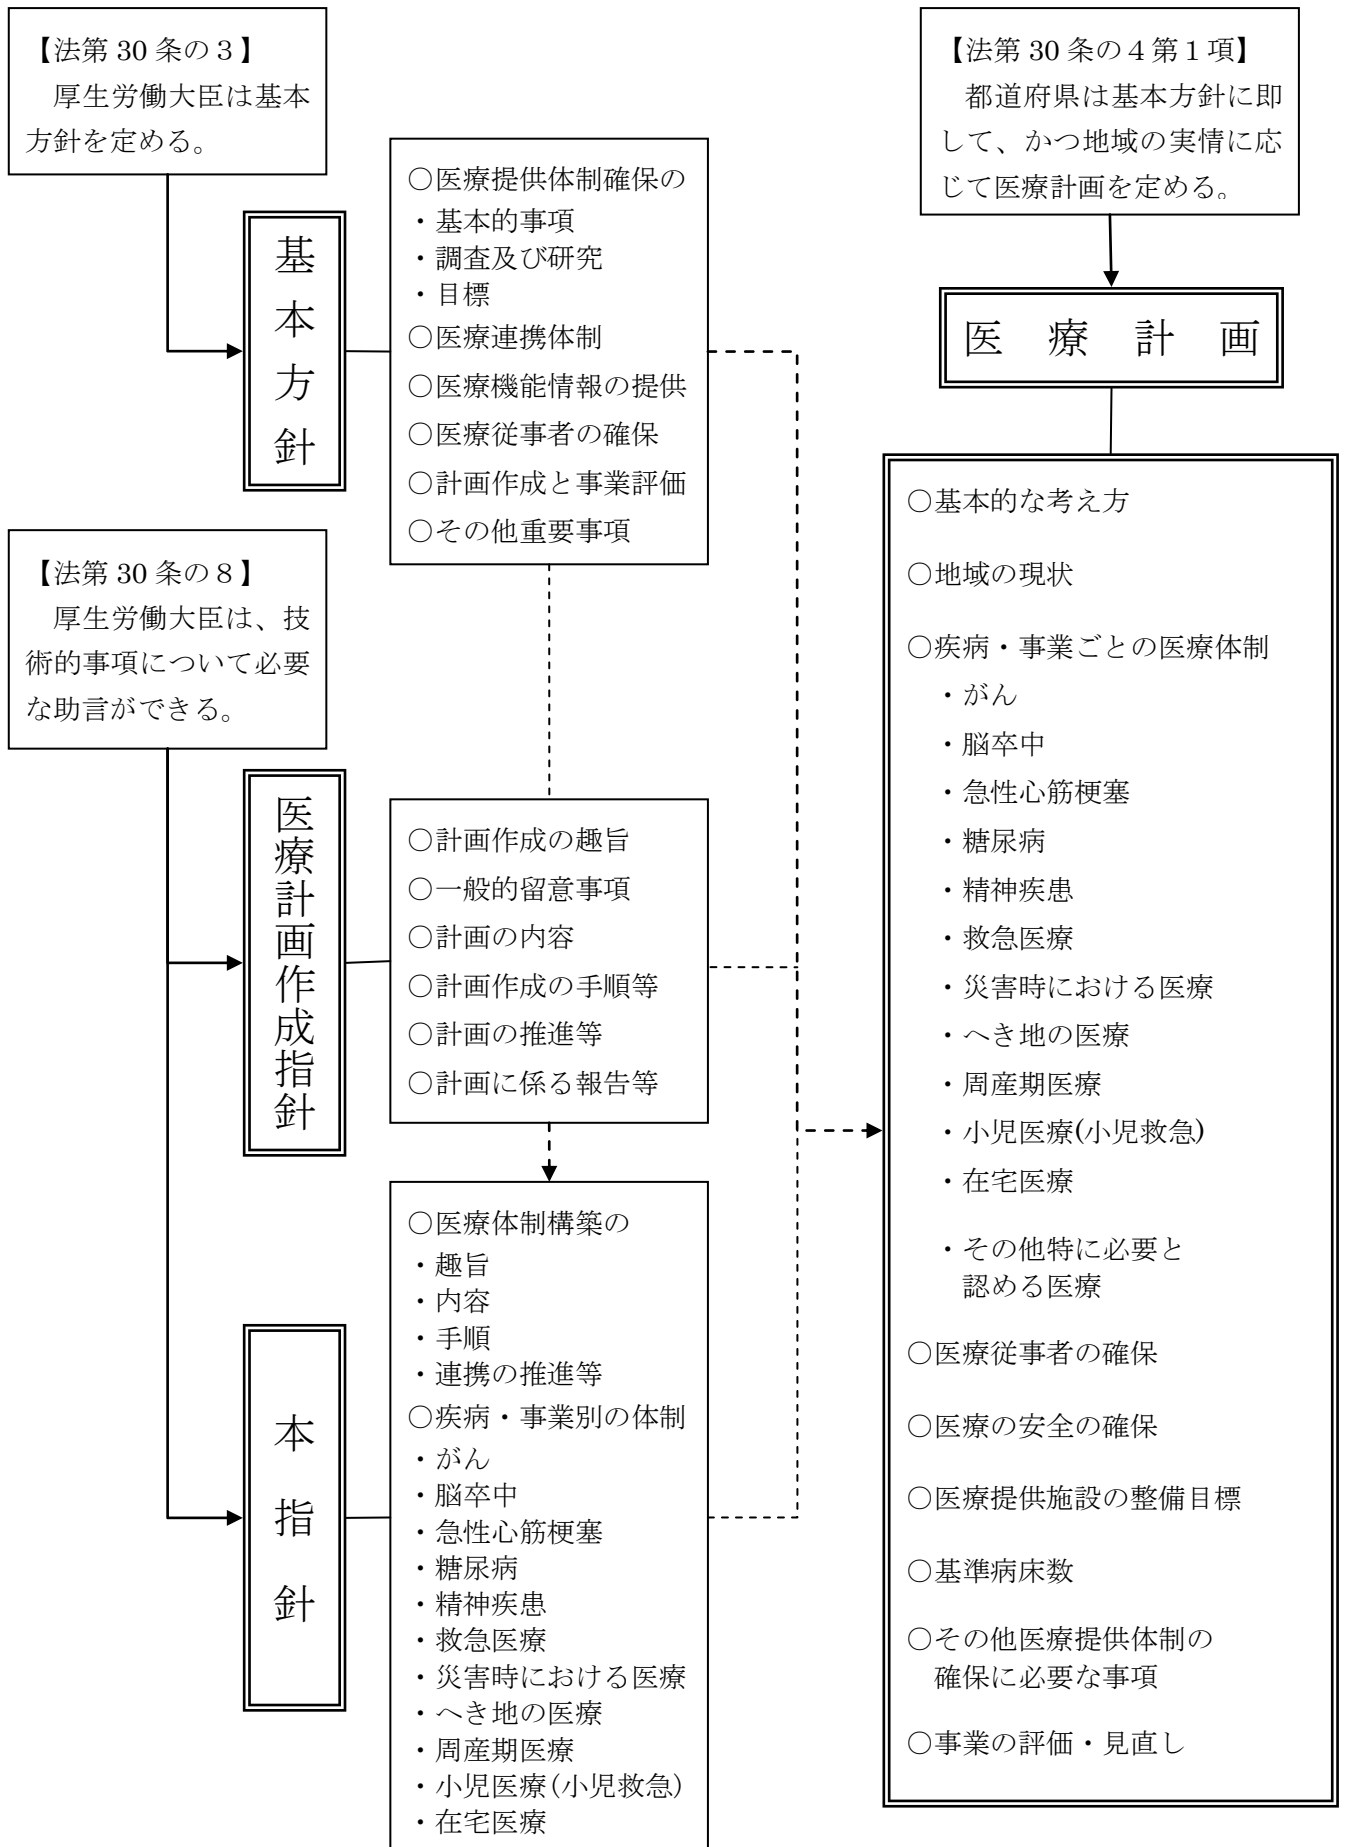 【法第 30 条の３】
厚生労働大臣は基本
方針を定める。
基本方針
○医療提供体制確保の
・基本的事項
・調査及び研究
・目標
○医療連携体制
○医療機能情報の提供
○医療従事者の確保
○計画作成と事業評価
○その他重要事項
【法第 30 条の８】
厚生労働大臣は、技
術的事項について必要
な助言ができる。
医療計画作成指針
○計画作成の趣旨
○一般的留意事項
○計画の内容
○計画作成の手順等
○計画の推進等
○計画に係る報告等
本指針
○医療体制構築の
・趣旨
・内容
・手順
・連携の推進等
○疾病・事業別の体制
・がん
・脳卒中
・急性心筋梗塞
・糖尿病
・精神疾患
・救急医療
・災害時における医療
・へき地の医療
・周産期医療
・小児医療(小児救急)
・在宅医療
【法第 30 条の４第１項】
都道府県は基本方針に即
して、かつ地域の実情に応
じて医療計画を定める。
医 療 計 画
○基本的な考え方
○地域の現状
○疾病・事業ごとの医療体制
・がん
・脳卒中
・急性心筋梗塞
・糖尿病
・精神疾患
・救急医療
・災害時における医療
・へき地の医療
・周産期医療
・小児医療(小児救急)
・在宅医療
・その他特に必要と
認める医療
○医療従事者の確保
○医療の安全の確保
○医療提供施設の整備目標
○基準病床数
○その他医療提供体制の
確保に必要な事項
○事業の評価・見直し